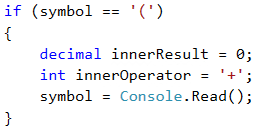 if (symbol == '(')
{
    decimal innerResult = 0;
    int innerOperator = '+';
    symbol = Console.Read();
}